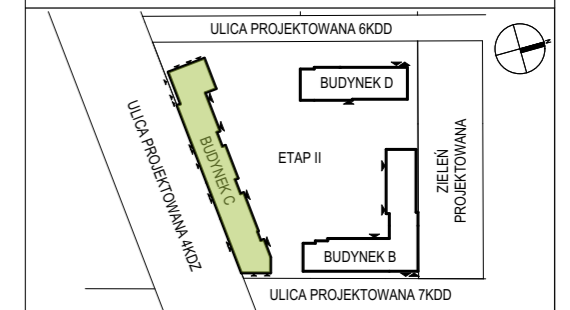 ULICA PROJEKTOWANA 6KDD
N
BUDYNEK D
ULICA PROJEKTOWANA 4KDZ
BUDYNEK C
ETAP II
ZIELEŃ
PROJEKTOWANA
BUDYNEK B
ULICA PROJEKTOWANA 7KDD